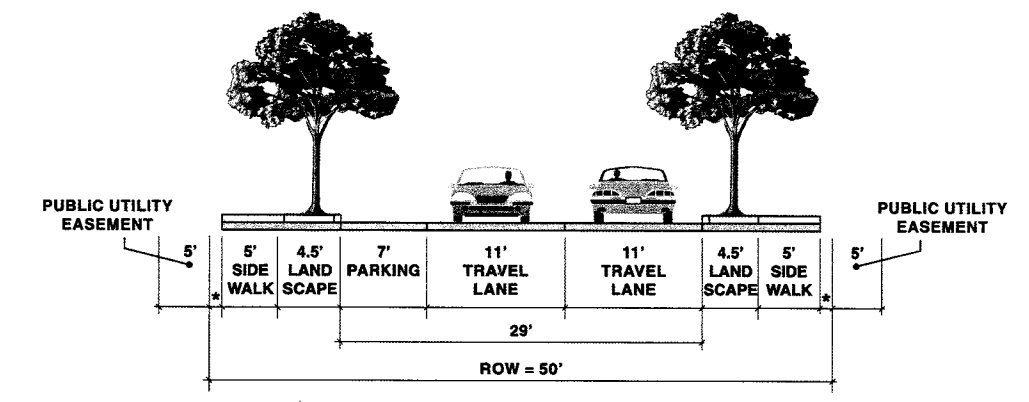 PUBLIC UTILITY
EASEMENT
PUBLIC UTILITY
EASEMENT
5'
5'
SIDE
WALK
4.5'
LAND
SCAPE
7'
PARKING
11'
TRAVEL
LANE
11'
TRAVEL
LANE
4.5'
LAND
SCAPE
5'
SIDE
WALK
5'
*
*
29'
ROW = 50'